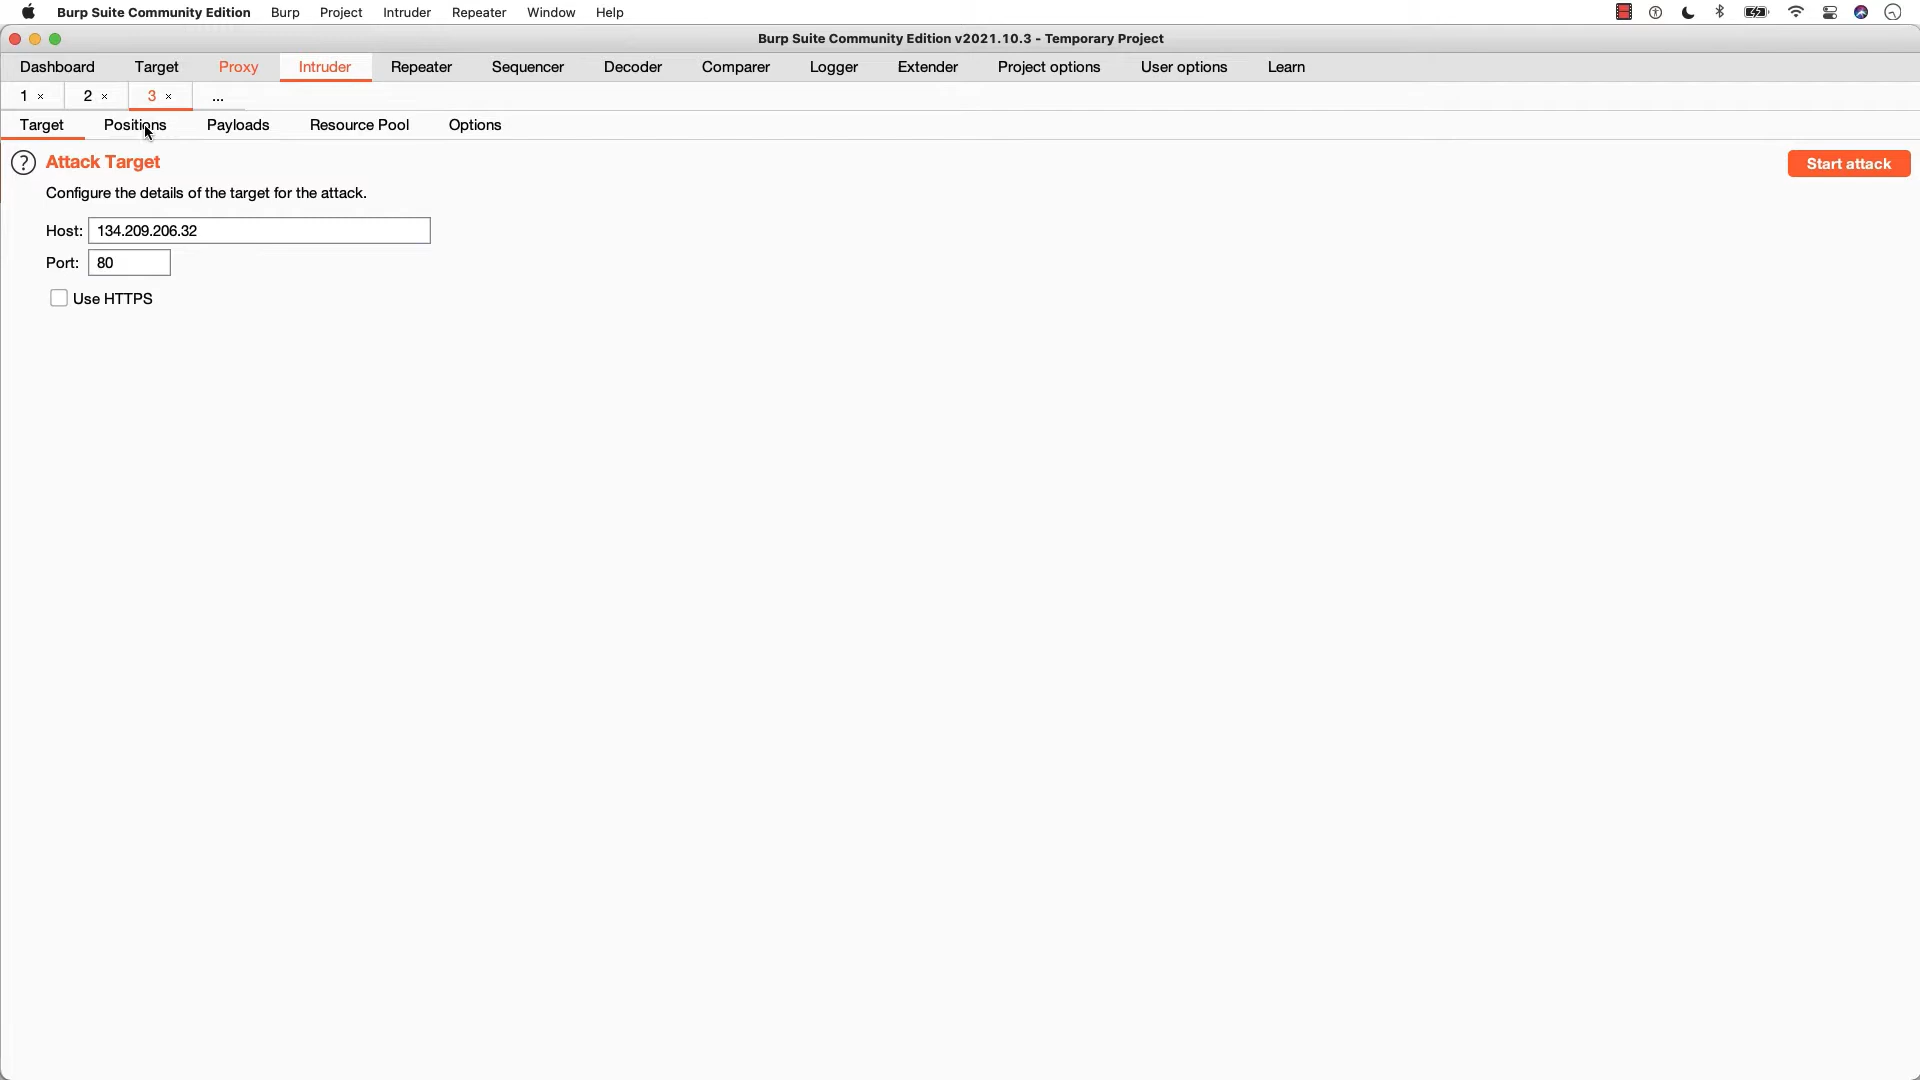 Burp Suite Community Edition Burp Project Intruder Repeater Window Help
Burp Suite Community Edition v2021.10.3 - Temporary Project
Dashboard Target Proxy Intruder Repeater Sequencer Decoder Comparer Logger Extender Project options User options Learn
1 × 2 × 3 × ...
Target Positions Payloads Resource Pool Options
? Attack Target Start attack
Configure the details of the target for the attack.
Host: 134.209.206.32
Port: 80
Use HTTPS